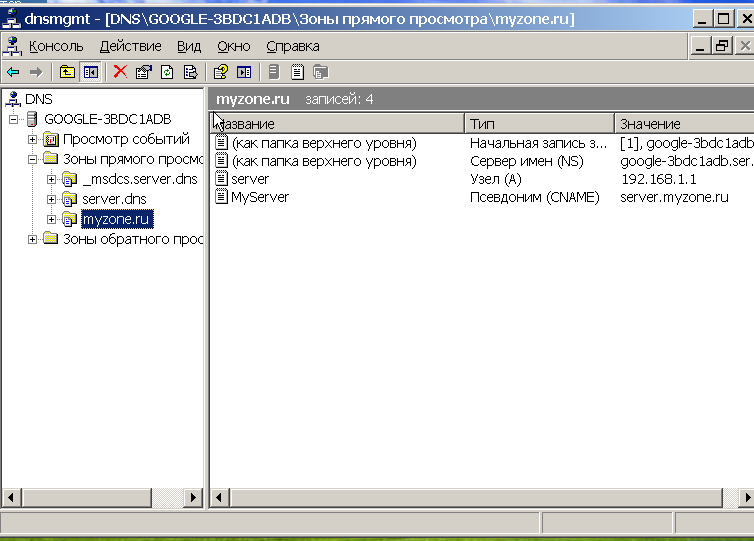 dnsmgmt - [DNS\GOOGLE-3BDC1ADB\Зоны прямого просмотра\myzone.ru]
Консоль Действие Вид Окно Справка
DNS
GOOGLE-3BDC1ADB
Просмотр событий
Зоны прямого просмо
_msdcs.server.dns
server.dns
myzone.ru
Зоны обратного прос
myzone.ru записей: 4
Название Тип Значение
(как папка верхнего уровня) Начальная запись з... [1], google-3bdc1adb
(как папка верхнего уровня) Сервер имен (NS) google-3bdc1adb.ser.
server Узел (A) 192.168.1.1
MyServer Псевдоним (CNAME) server.myzone.ru